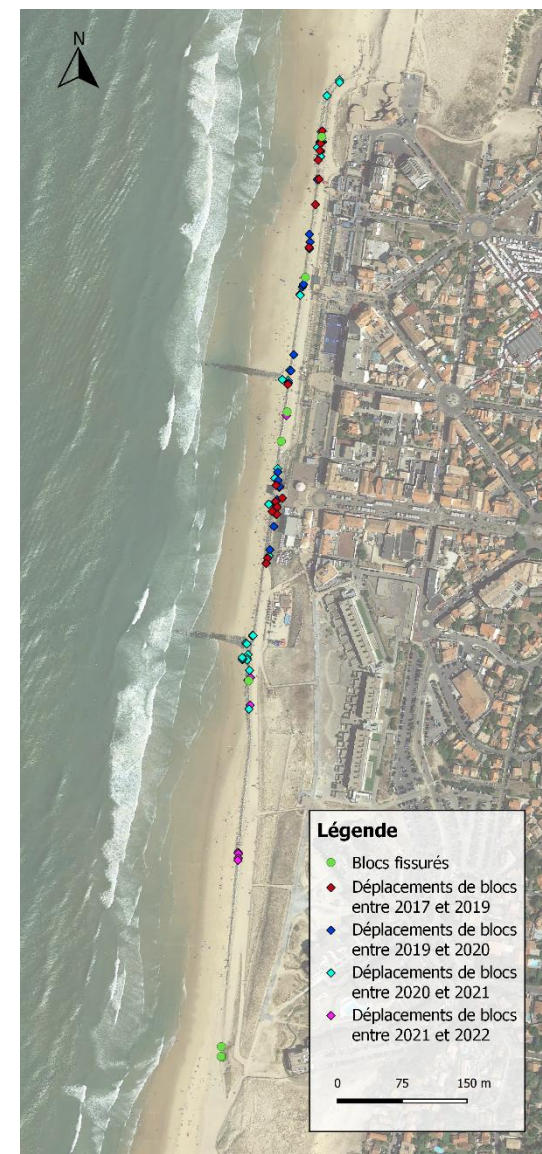 N
Légende
Blocs fissurés
Déplacements de blocs
entre 2017 et 2019
Déplacements de blocs
entre 2019 et 2020
Déplacements de blocs
entre 2020 et 2021
Déplacements de blocs
entre 2021 et 2022
0 75 150 m